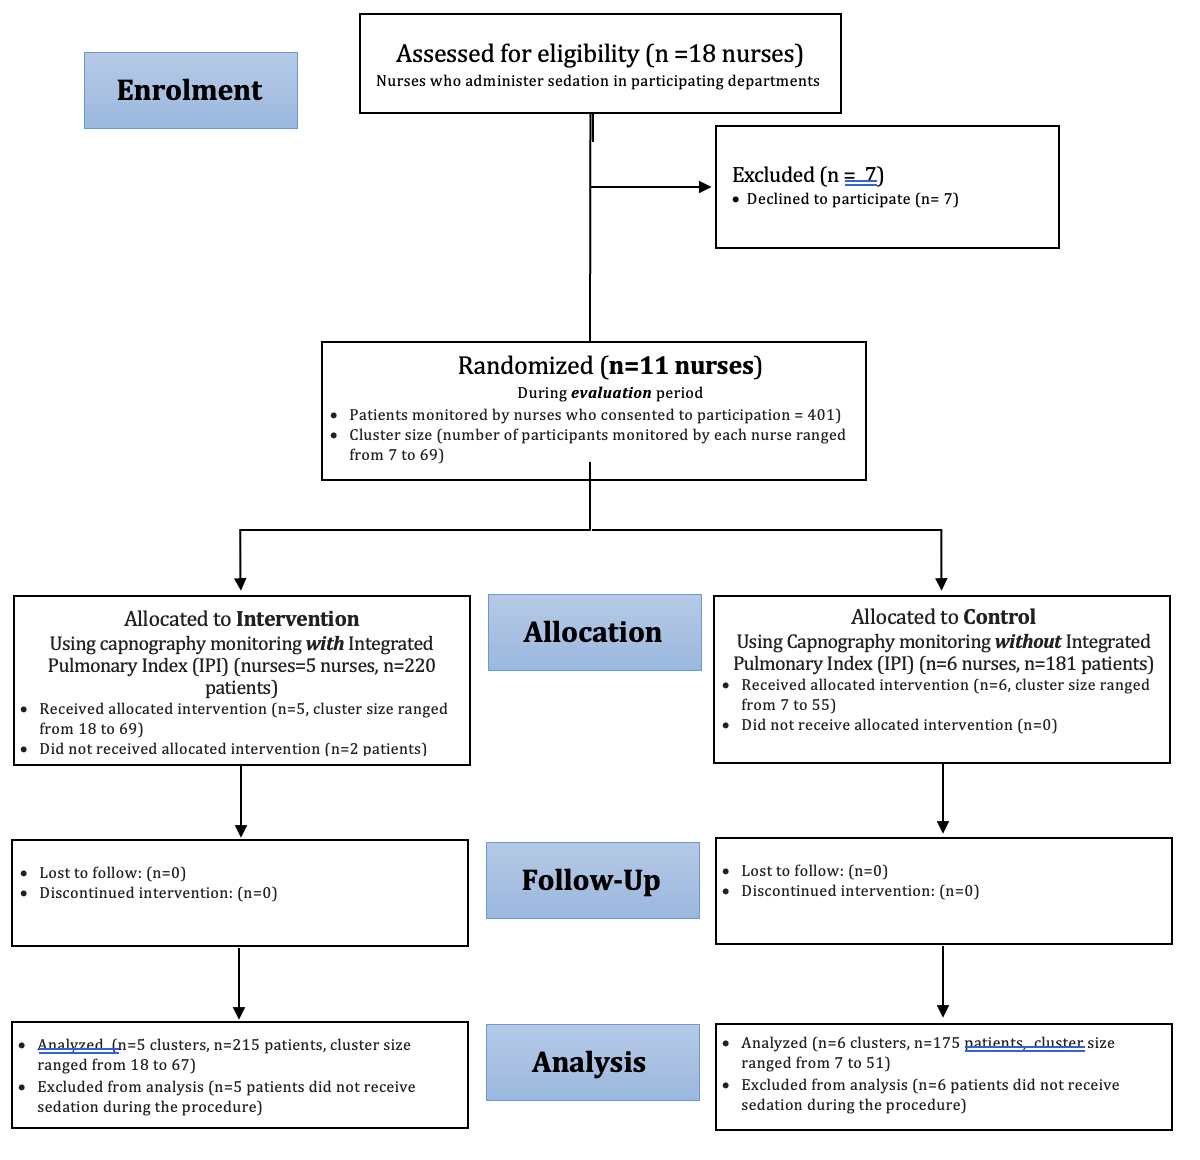 Assessed for eligibility (n =18 nurses)
Nurses who administer sedation in participating departments
Enrolment
Excluded (n =  7)
• Declined to participate (n= 7)
Randomized (n=11 nurses)
During evaluation period
• Patients monitored by nurses who consented to participation = 401)
• Cluster size (number of participants monitored by each nurse ranged
from 7 to 69)
Allocated to Intervention
Using capnography monitoring with Integrated
Pulmonary Index (IPI) (nurses=5 nurses, n=220
patients)
• Received allocated intervention (n=5, cluster size ranged
from 18 to 69)
• Did not received allocated intervention (n=2 patients)
Allocation
Allocated to Control
Using Capnography monitoring without Integrated
Pulmonary Index (IPI) (n=6 nurses, n=181 patients)
• Received allocated intervention (n=6, cluster size ranged
from 7 to 55)
• Did not receive allocated intervention (n=0)
• Lost to follow: (n=0)
• Discontinued intervention: (n=0)
Follow-Up
• Lost to follow: (n=0)
• Discontinued intervention: (n=0)
• Analyzed  (n=5 clusters, n=215 patients, cluster size
ranged from 18 to 67)
• Excluded from analysis (n=5 patients did not receive
sedation during the procedure)
Analysis
• Analyzed (n=6 clusters, n=175 patients,  cluster size
ranged from 7 to 51)
• Excluded from analysis (n=6 patients did not receive
sedation during the procedure)